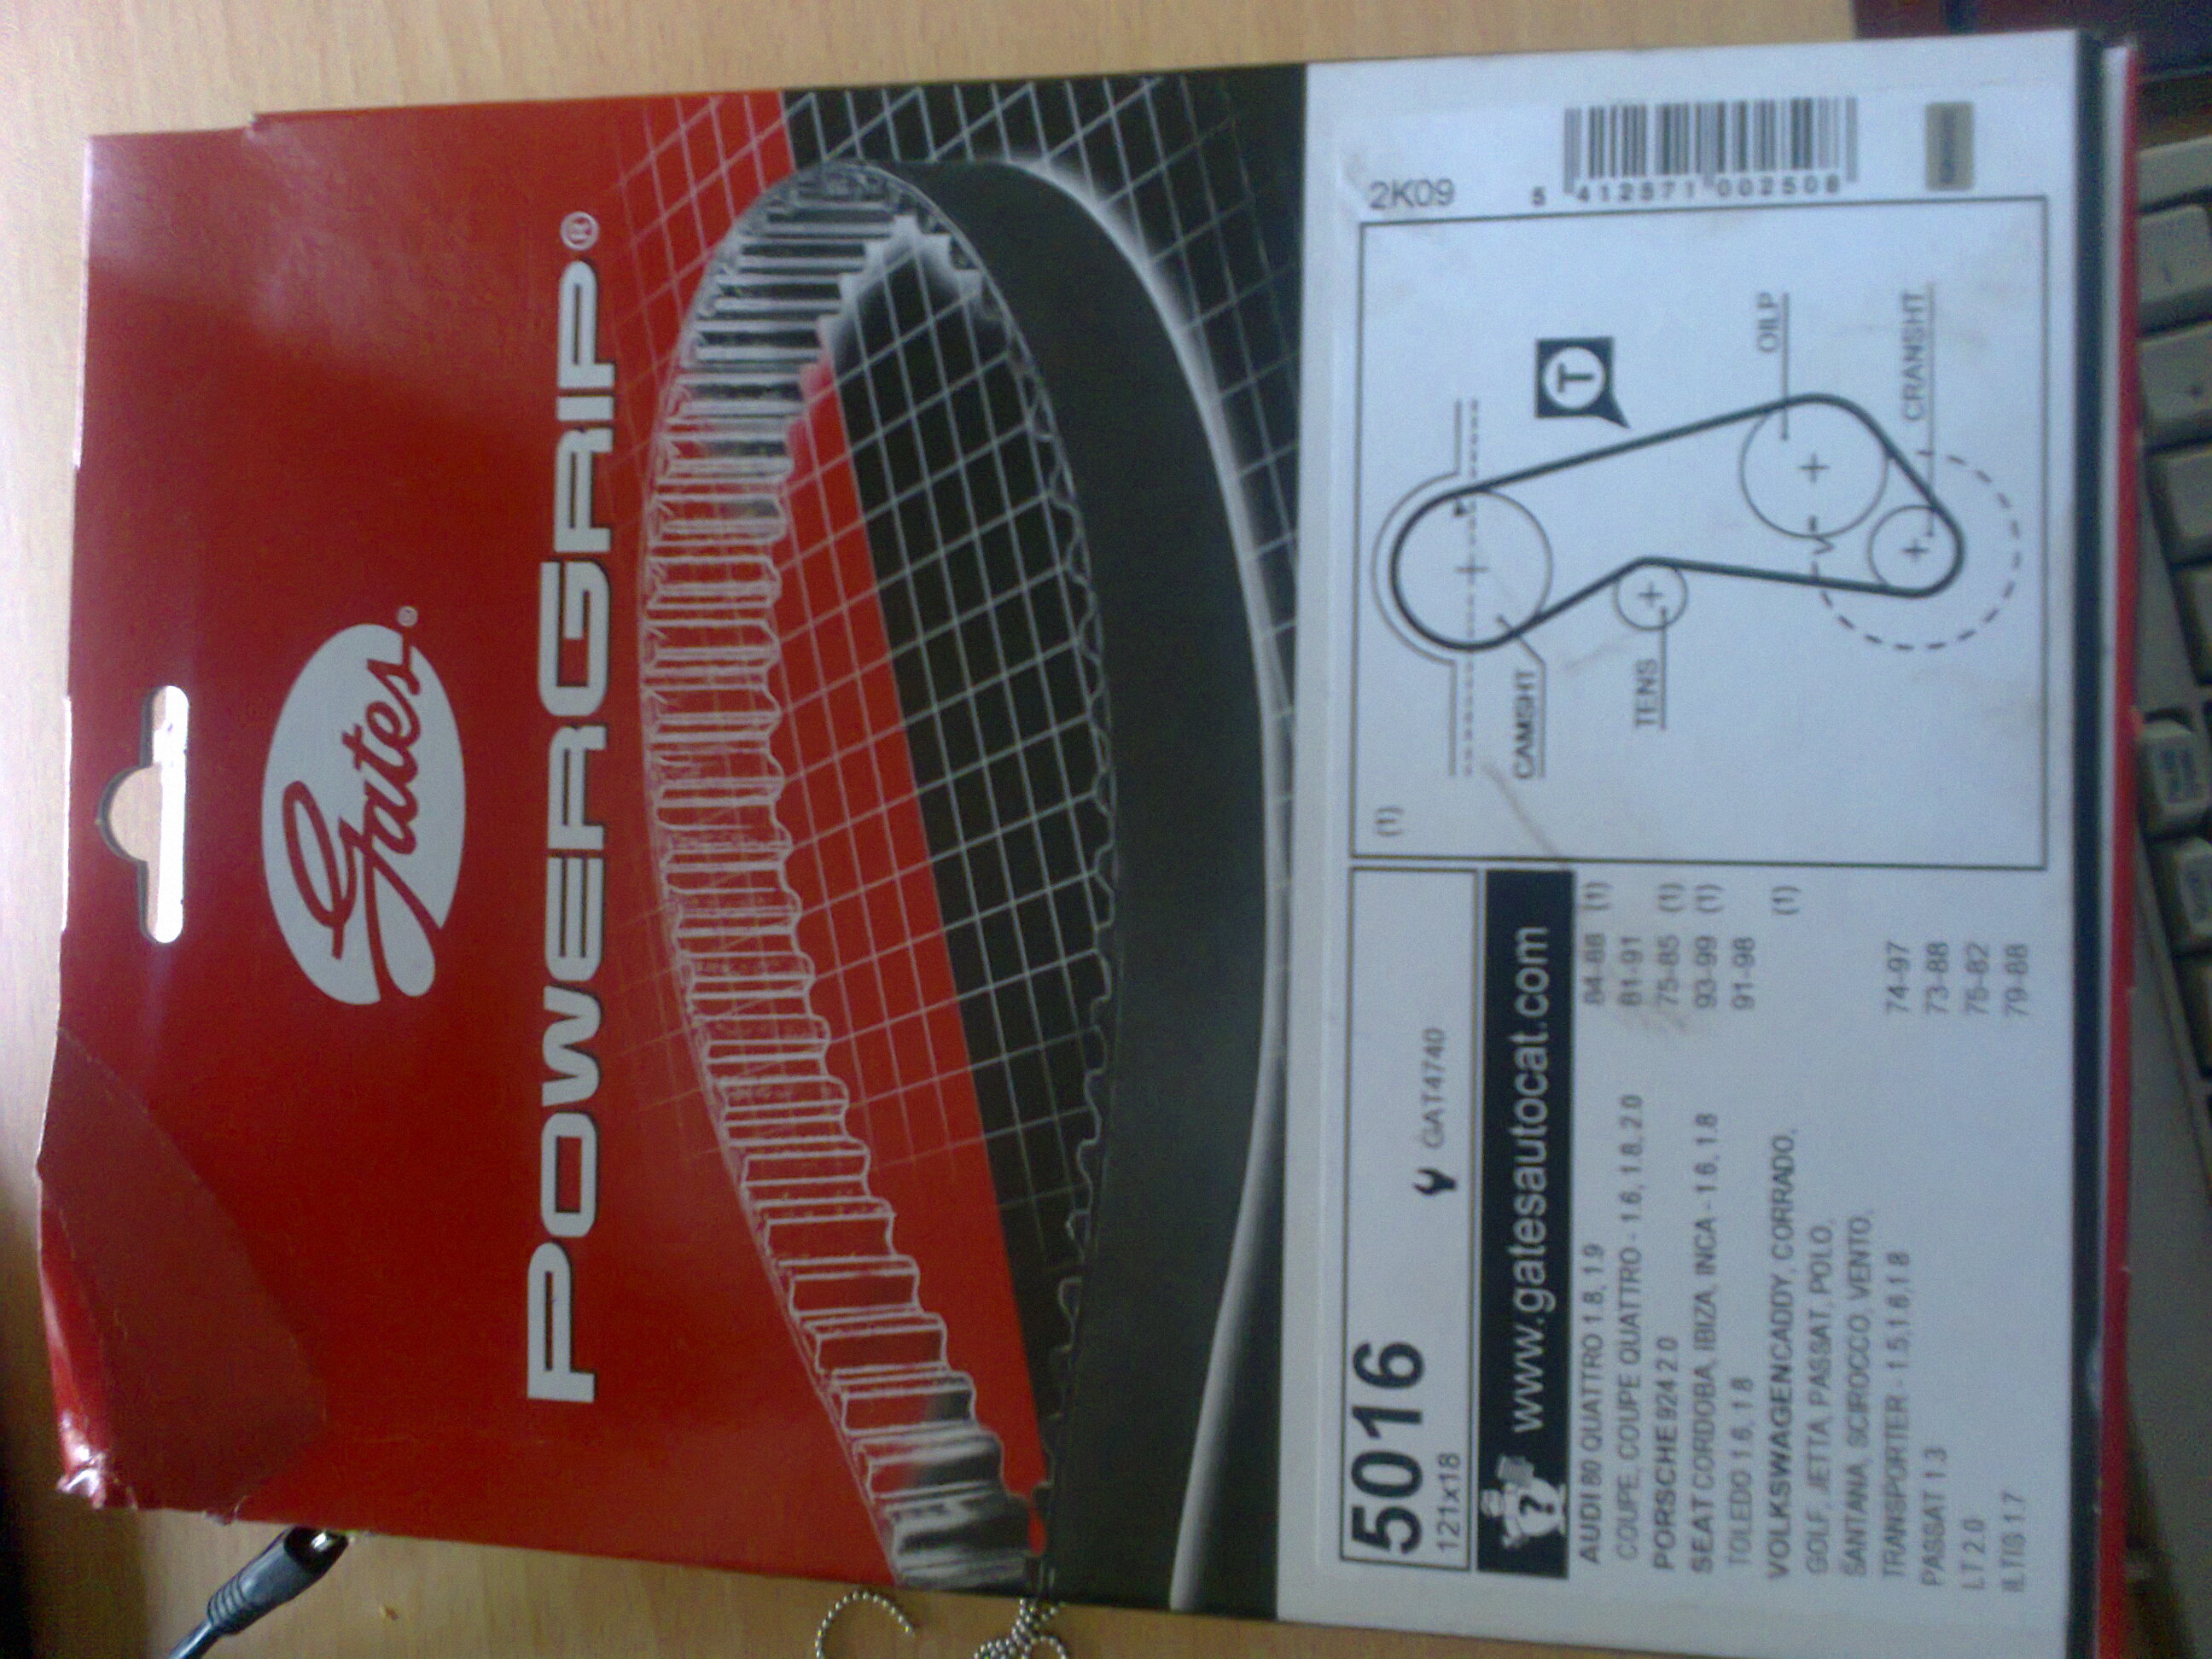 Gates®
POWERGRIP®
5016
121x18
GAT4740
www.gatesautocat.com
AUDI 80 QUATTRO 1.8, 1.9 84-88 (1)
COUPE, COUPE QUATTRO - 1.6, 1.8, 2.0 81-91
PORSCHE 924 2.0 75-85 (1)
SEAT CORDOBA, IBIZA, INCA - 1.6, 1.8 93-99 (1)
TOLEDO 1.6, 1.8 91-98
VOLKSWAGEN CADDY, CORRADO, (1)
GOLF, JETTA, PASSAT, POLO,
SANTANA, SCIROCCO, VENTO,
TRANSPORTER - 1.5,1.6,1.8 74-97
PASSAT 1.3 73-88
LT 2.0 75-82
ILTIS 1.7 79-88
(1)
CAMSHT
TENS
T
OILP
CRANSHT
2K09
5 412571 002508